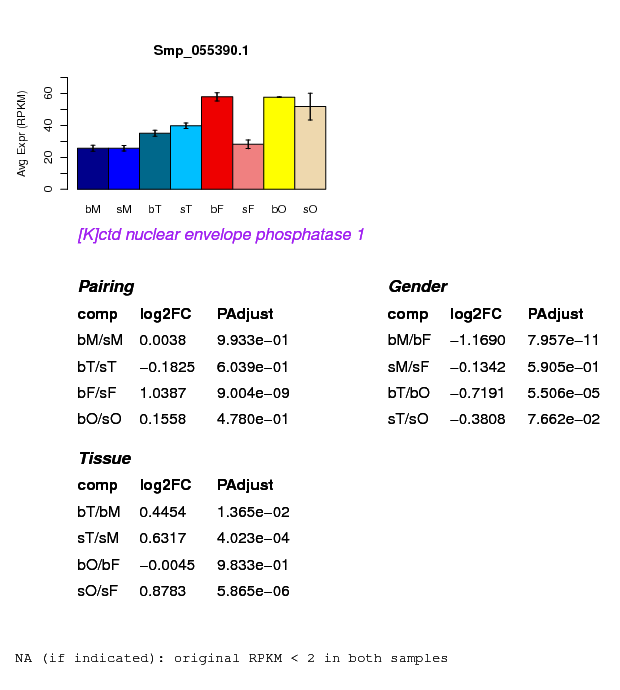 Smp_055390.1
Avg Expr (RPKM)
0 20 40 60
bM sM bT sT bF sF bO sO
[K]ctd nuclear envelope phosphatase 1
Pairing
comp log2FC PAdjust
bM/sM 0.0038 9.933e−01
bT/sT −0.1825 6.039e−01
bF/sF 1.0387 9.004e−09
bO/sO 0.1558 4.780e−01
Gender
comp log2FC PAdjust
bM/bF −1.1690 7.957e−11
sM/sF −0.1342 5.905e−01
bT/bO −0.7191 5.506e−05
sT/sO −0.3808 7.662e−02
Tissue
comp log2FC PAdjust
bT/bM 0.4454 1.365e−02
sT/sM 0.6317 4.023e−04
bO/bF −0.0045 9.833e−01
sO/sF 0.8783 5.865e−06
NA (if indicated): original RPKM < 2 in both samples